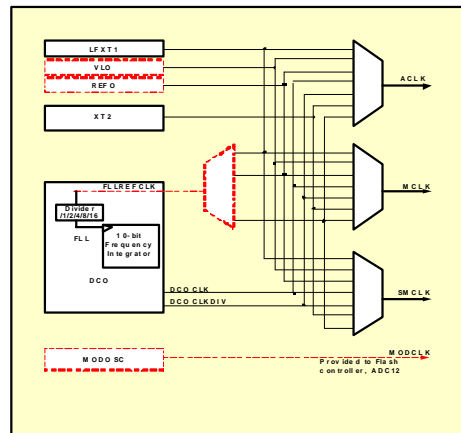 LFXT1
VLO
REFO
ACLK
XT2
FLLREFCLK
MCLK
Divider
/1/2/4/8/16
FLL
10-bit
Frequency
Integrator
DCO
DCOCLK
DCOCLKDIV
SMCLK
MODOSC
MODCLK
Provided to Flash
controller, ADC12